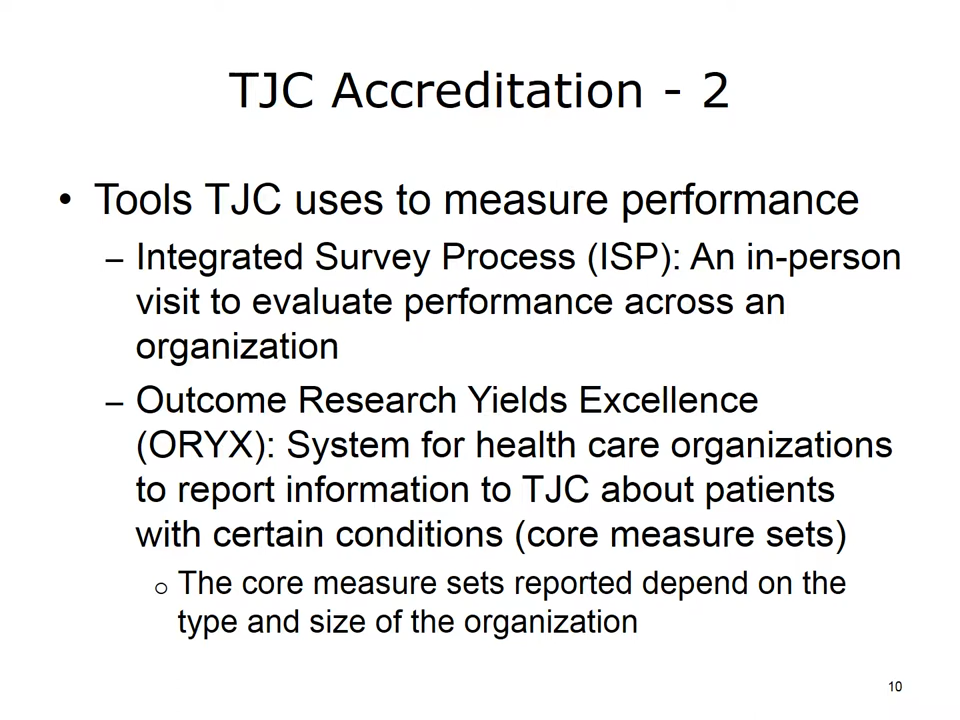 TJC Accreditation - 2
• Tools TJC uses to measure performance
– Integrated Survey Process (ISP): An in-person
visit to evaluate performance across an
organization
– Outcome Research Yields Excellence
(ORYX): System for health care organizations
to report information to TJC about patients
with certain conditions (core measure sets)
o The core measure sets reported depend on the
type and size of the organization
10